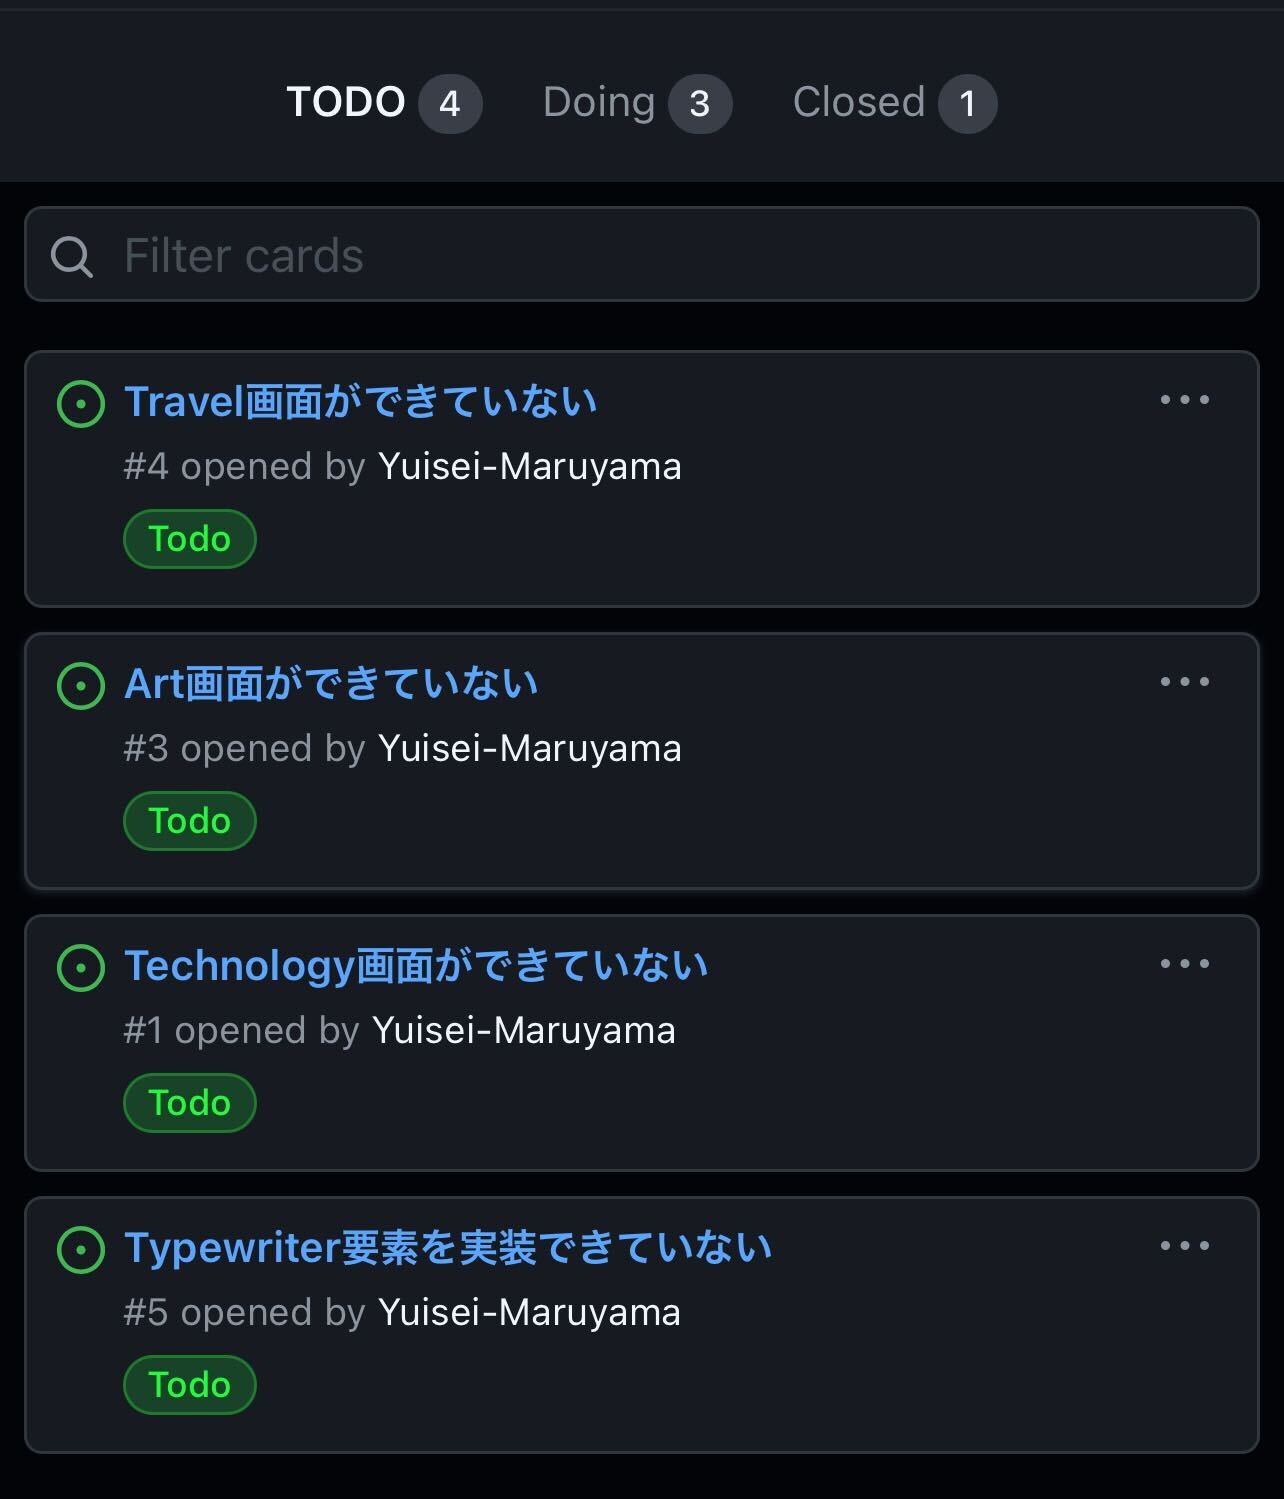 TODO 4 Doing 3 Closed 1
Filter cards
Travel画面ができていない
#4 opened by Yuisei-Maruyama
Todo
Art画面ができていない
#3 opened by Yuisei-Maruyama
Todo
Technology画面ができていない
#1 opened by Yuisei-Maruyama
Todo
Typewriter要素を実装できていない
#5 opened by Yuisei-Maruyama
Todo